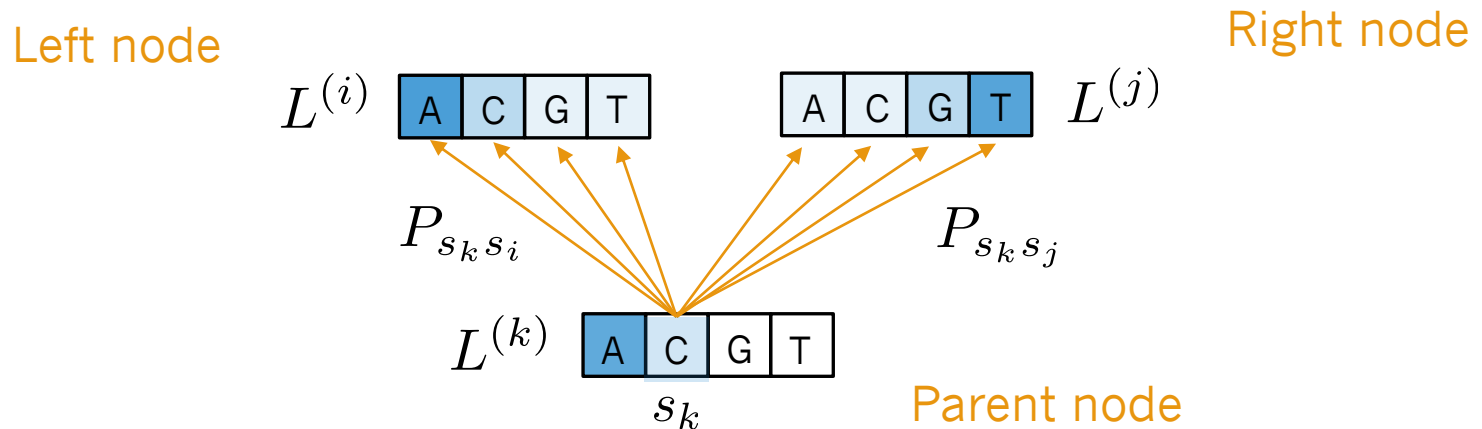 Left node
Right node
L^{(i)} A C G T
A C G T L^{(j)}
P_{s_k s_i}
P_{s_k s_j}
L^{(k)} A C G T
s_k
Parent node